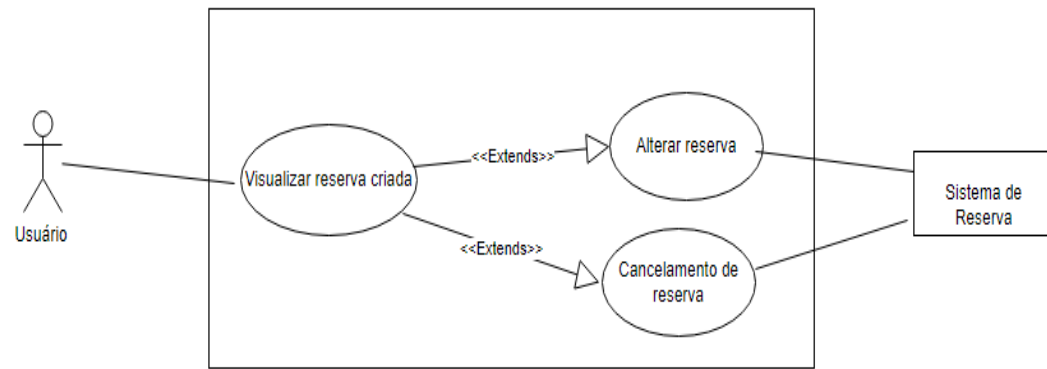 Usuário
Visualizar reserva criada
<<Extends>>
<<Extends>>
Alterar reserva
Cancelamento de
reserva
Sistema de
Reserva